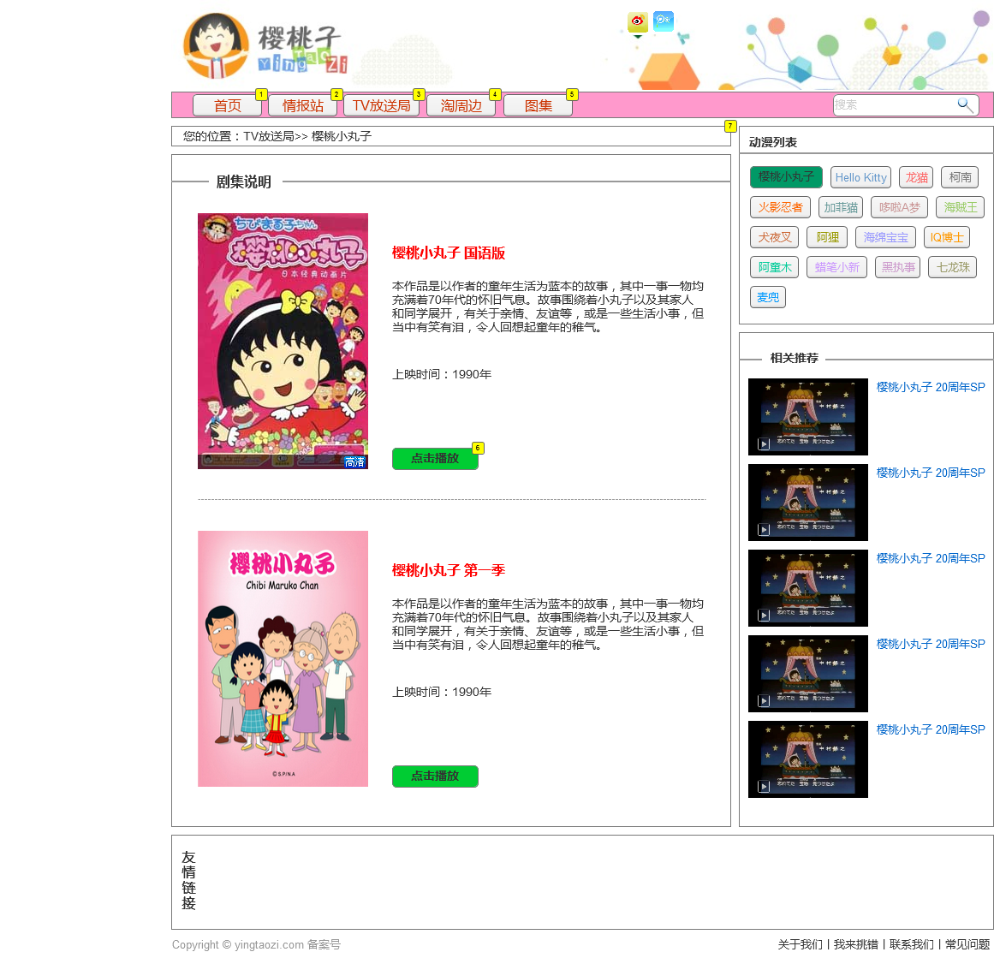 樱桃子
YingTaoZi
首页 1
情报站 2
TV放送局 3
淘周边 4
图集 5
搜索
您的位置：TV放送局>> 樱桃小丸子
7
剧集说明
ちびまる子ちゃん
樱桃小丸子
日本经典动画片
高清
樱桃小丸子 国语版
本作品是以作者的童年生活为蓝本的故事，其中一事一物均
充满着70年代的怀旧气息。故事围绕着小丸子以及其家人
和同学展开，有关于亲情、友谊等，或是一些生活小事，但
当中有笑有泪，令人回想起童年的稚气。
上映时间：1990年
点击播放 6
樱桃小丸子
Chibi Maruko Chan
©S.P/N.A
樱桃小丸子 第一季
本作品是以作者的童年生活为蓝本的故事，其中一事一物均
充满着70年代的怀旧气息。故事围绕着小丸子以及其家人
和同学展开，有关于亲情、友谊等，或是一些生活小事，但
当中有笑有泪，令人回想起童年的稚气。
上映时间：1990年
点击播放
动漫列表
樱桃小丸子 Hello Kitty 龙猫 柯南
火影忍者 加菲猫 哆啦A梦 海贼王
犬夜叉 阿狸 海绵宝宝 IQ博士
阿童木 蜡笔小新 黑执事 七龙珠
麦兜
相关推荐
樱桃小丸子 20周年SP
樱桃小丸子 20周年SP
樱桃小丸子 20周年SP
樱桃小丸子 20周年SP
樱桃小丸子 20周年SP
友
情
链
接
Copyright © yingtaozi.com 备案号
关于我们 | 我来挑错 | 联系我们 | 常见问题